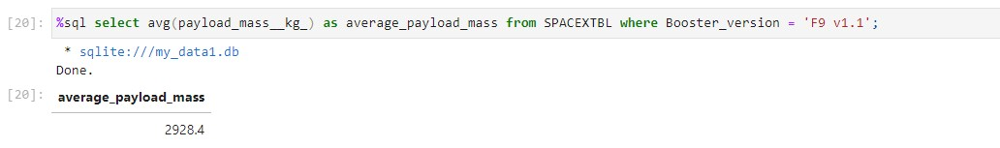 [20]: %sql select avg(payload_mass__kg_) as average_payload_mass from SPACEXTBL where Booster_version = 'F9 v1.1';
* sqlite:///my_data1.db
Done.
[20]: average_payload_mass
2928.4